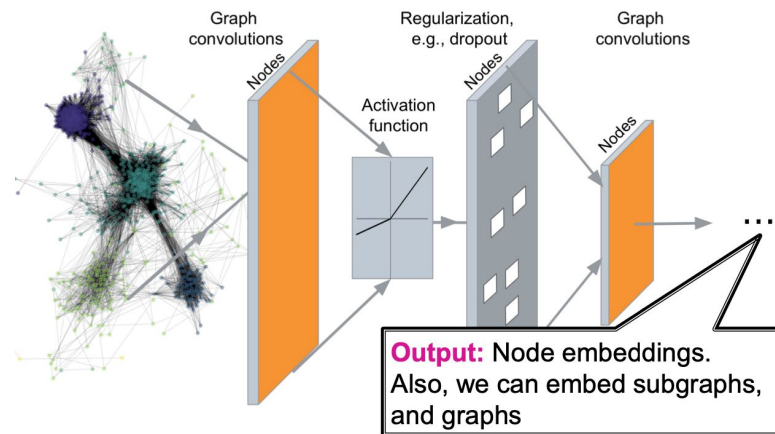 Graph
convolutions
Regularization,
e.g., dropout
Graph
convolutions
Nodes
Activation
function
Nodes
Nodes
...
Output: Node embeddings.
Also, we can embed subgraphs,
and graphs